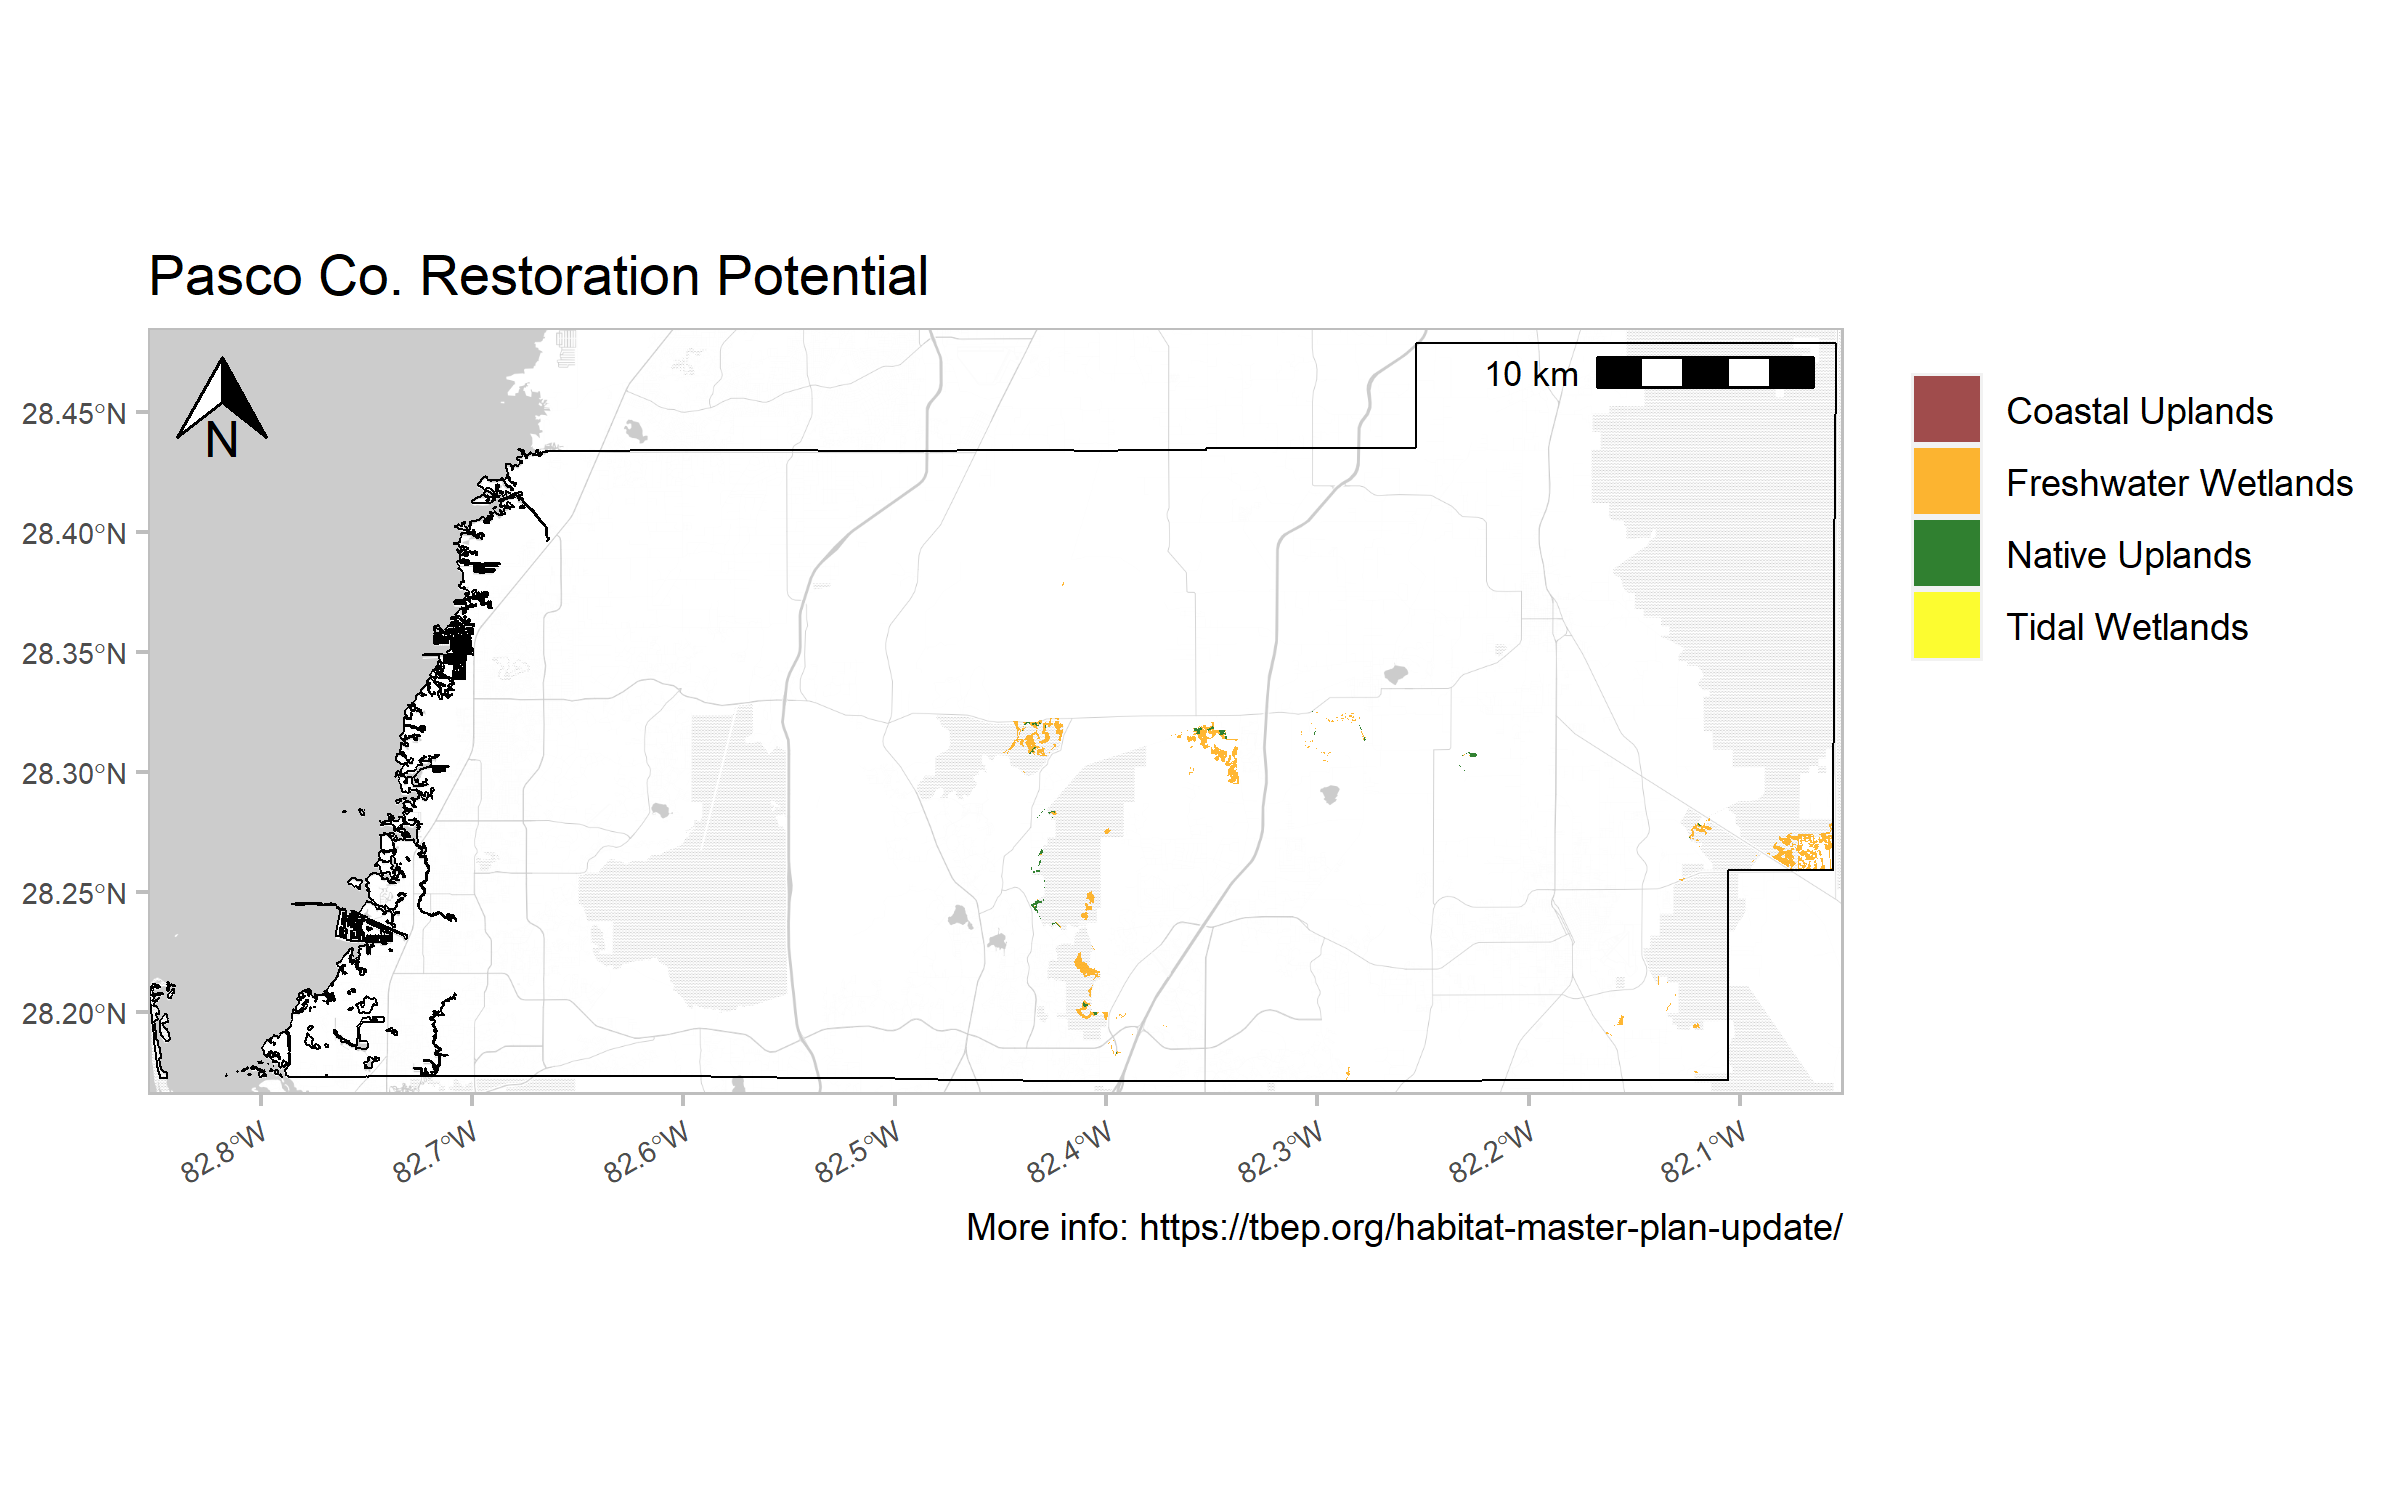 Pasco Co. Restoration Potential
N
10 km
28.45°N
28.40°N
28.35°N
28.30°N
28.25°N
28.20°N
82.8°W
82.7°W
82.6°W
82.5°W
82.4°W
82.3°W
82.2°W
82.1°W
Coastal Uplands
Freshwater Wetlands
Native Uplands
Tidal Wetlands
More info: https://tbep.org/habitat-master-plan-update/